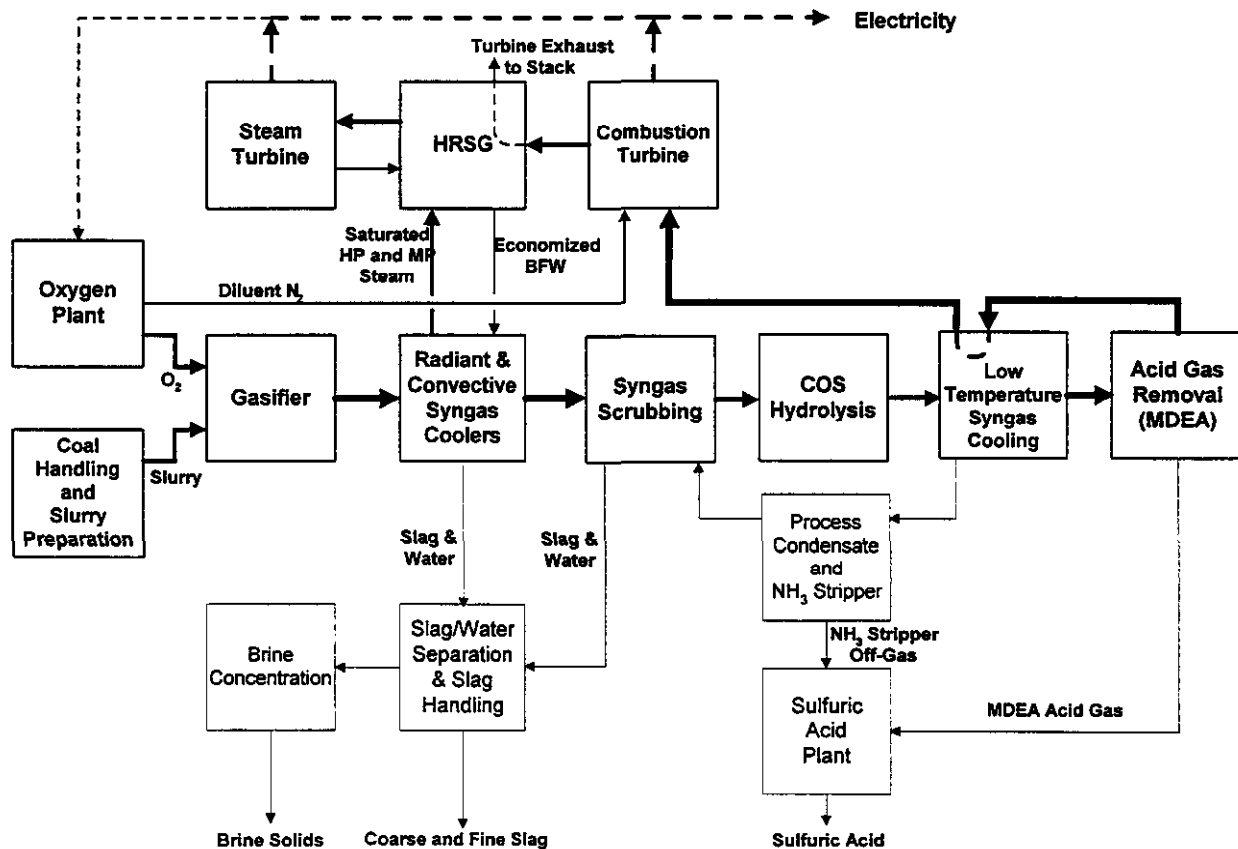 Electricity
Turbine Exhaust
to Stack
Steam
Turbine
HRSG
Combustion
Turbine
Saturated
HP and MP
Steam
Economized
BFW
Oxygen
Plant
Diluent N₂
O₂
Gasifier
Radiant &
Convective
Syngas
Coolers
Syngas
Scrubbing
COS
Hydrolysis
Low
Temperature
Syngas
Cooling
Acid Gas
Removal
(MDEA)
Coal
Handling
and
Slurry
Preparation
Slurry
Slag &
Water
Slag &
Water
Process
Condensate
and
NH₃ Stripper
NH₃ Stripper
Off-Gas
Brine
Concentration
Slag/Water
Separation
& Slag
Handling
Sulfuric
Acid
Plant
MDEA Acid Gas
Brine Solids
Coarse and Fine Slag
Sulfuric Acid